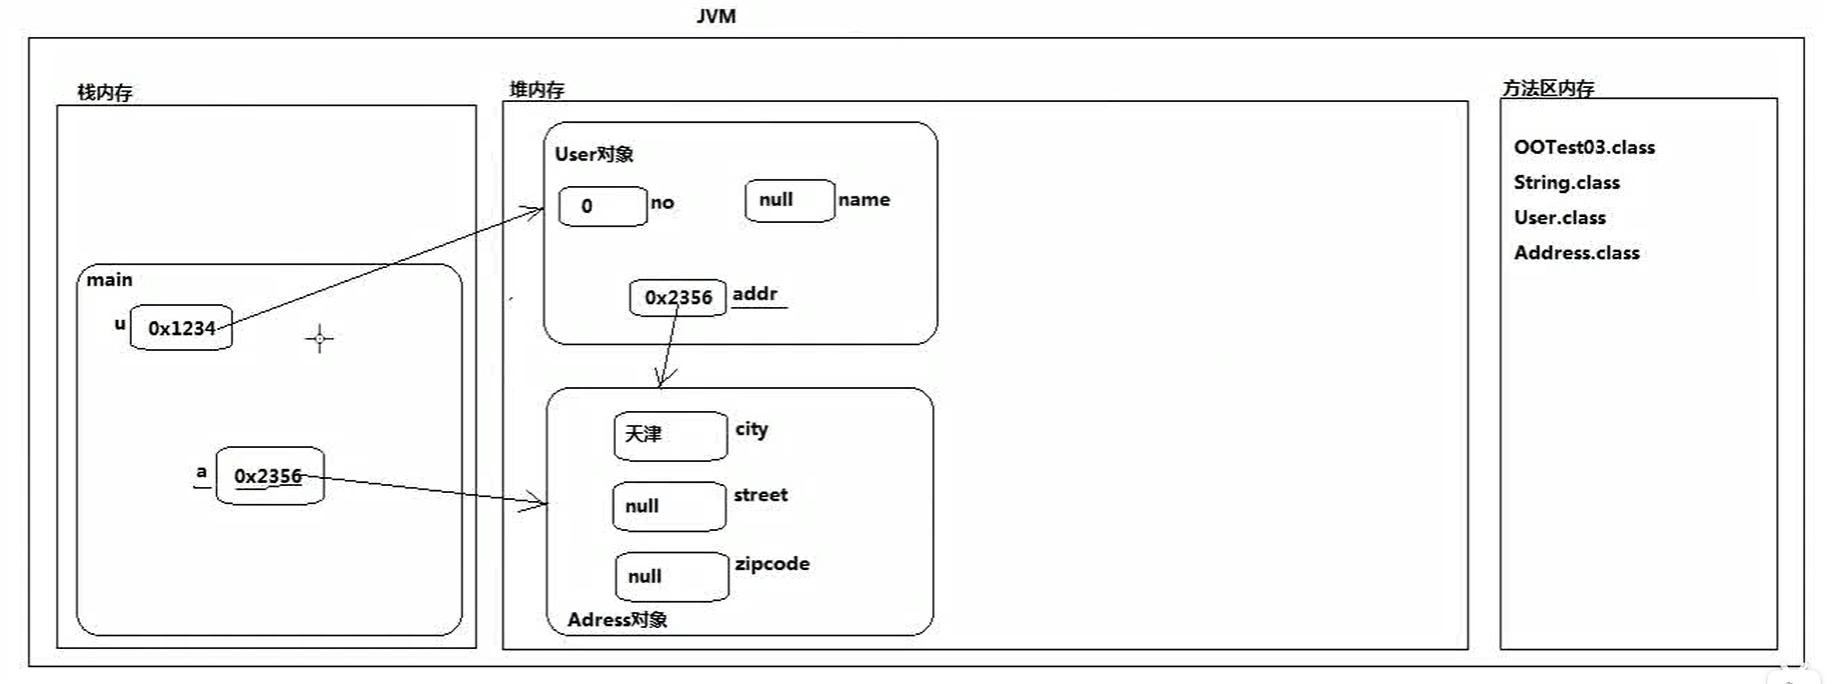 JVM
栈内存
main
u
0x1234
a
0x2356
堆内存
User对象
0
no
null
name
0x2356
addr
天津
city
null
street
null
zipcode
Adress对象
方法区内存
OOTest03.class
String.class
User.class
Address.class